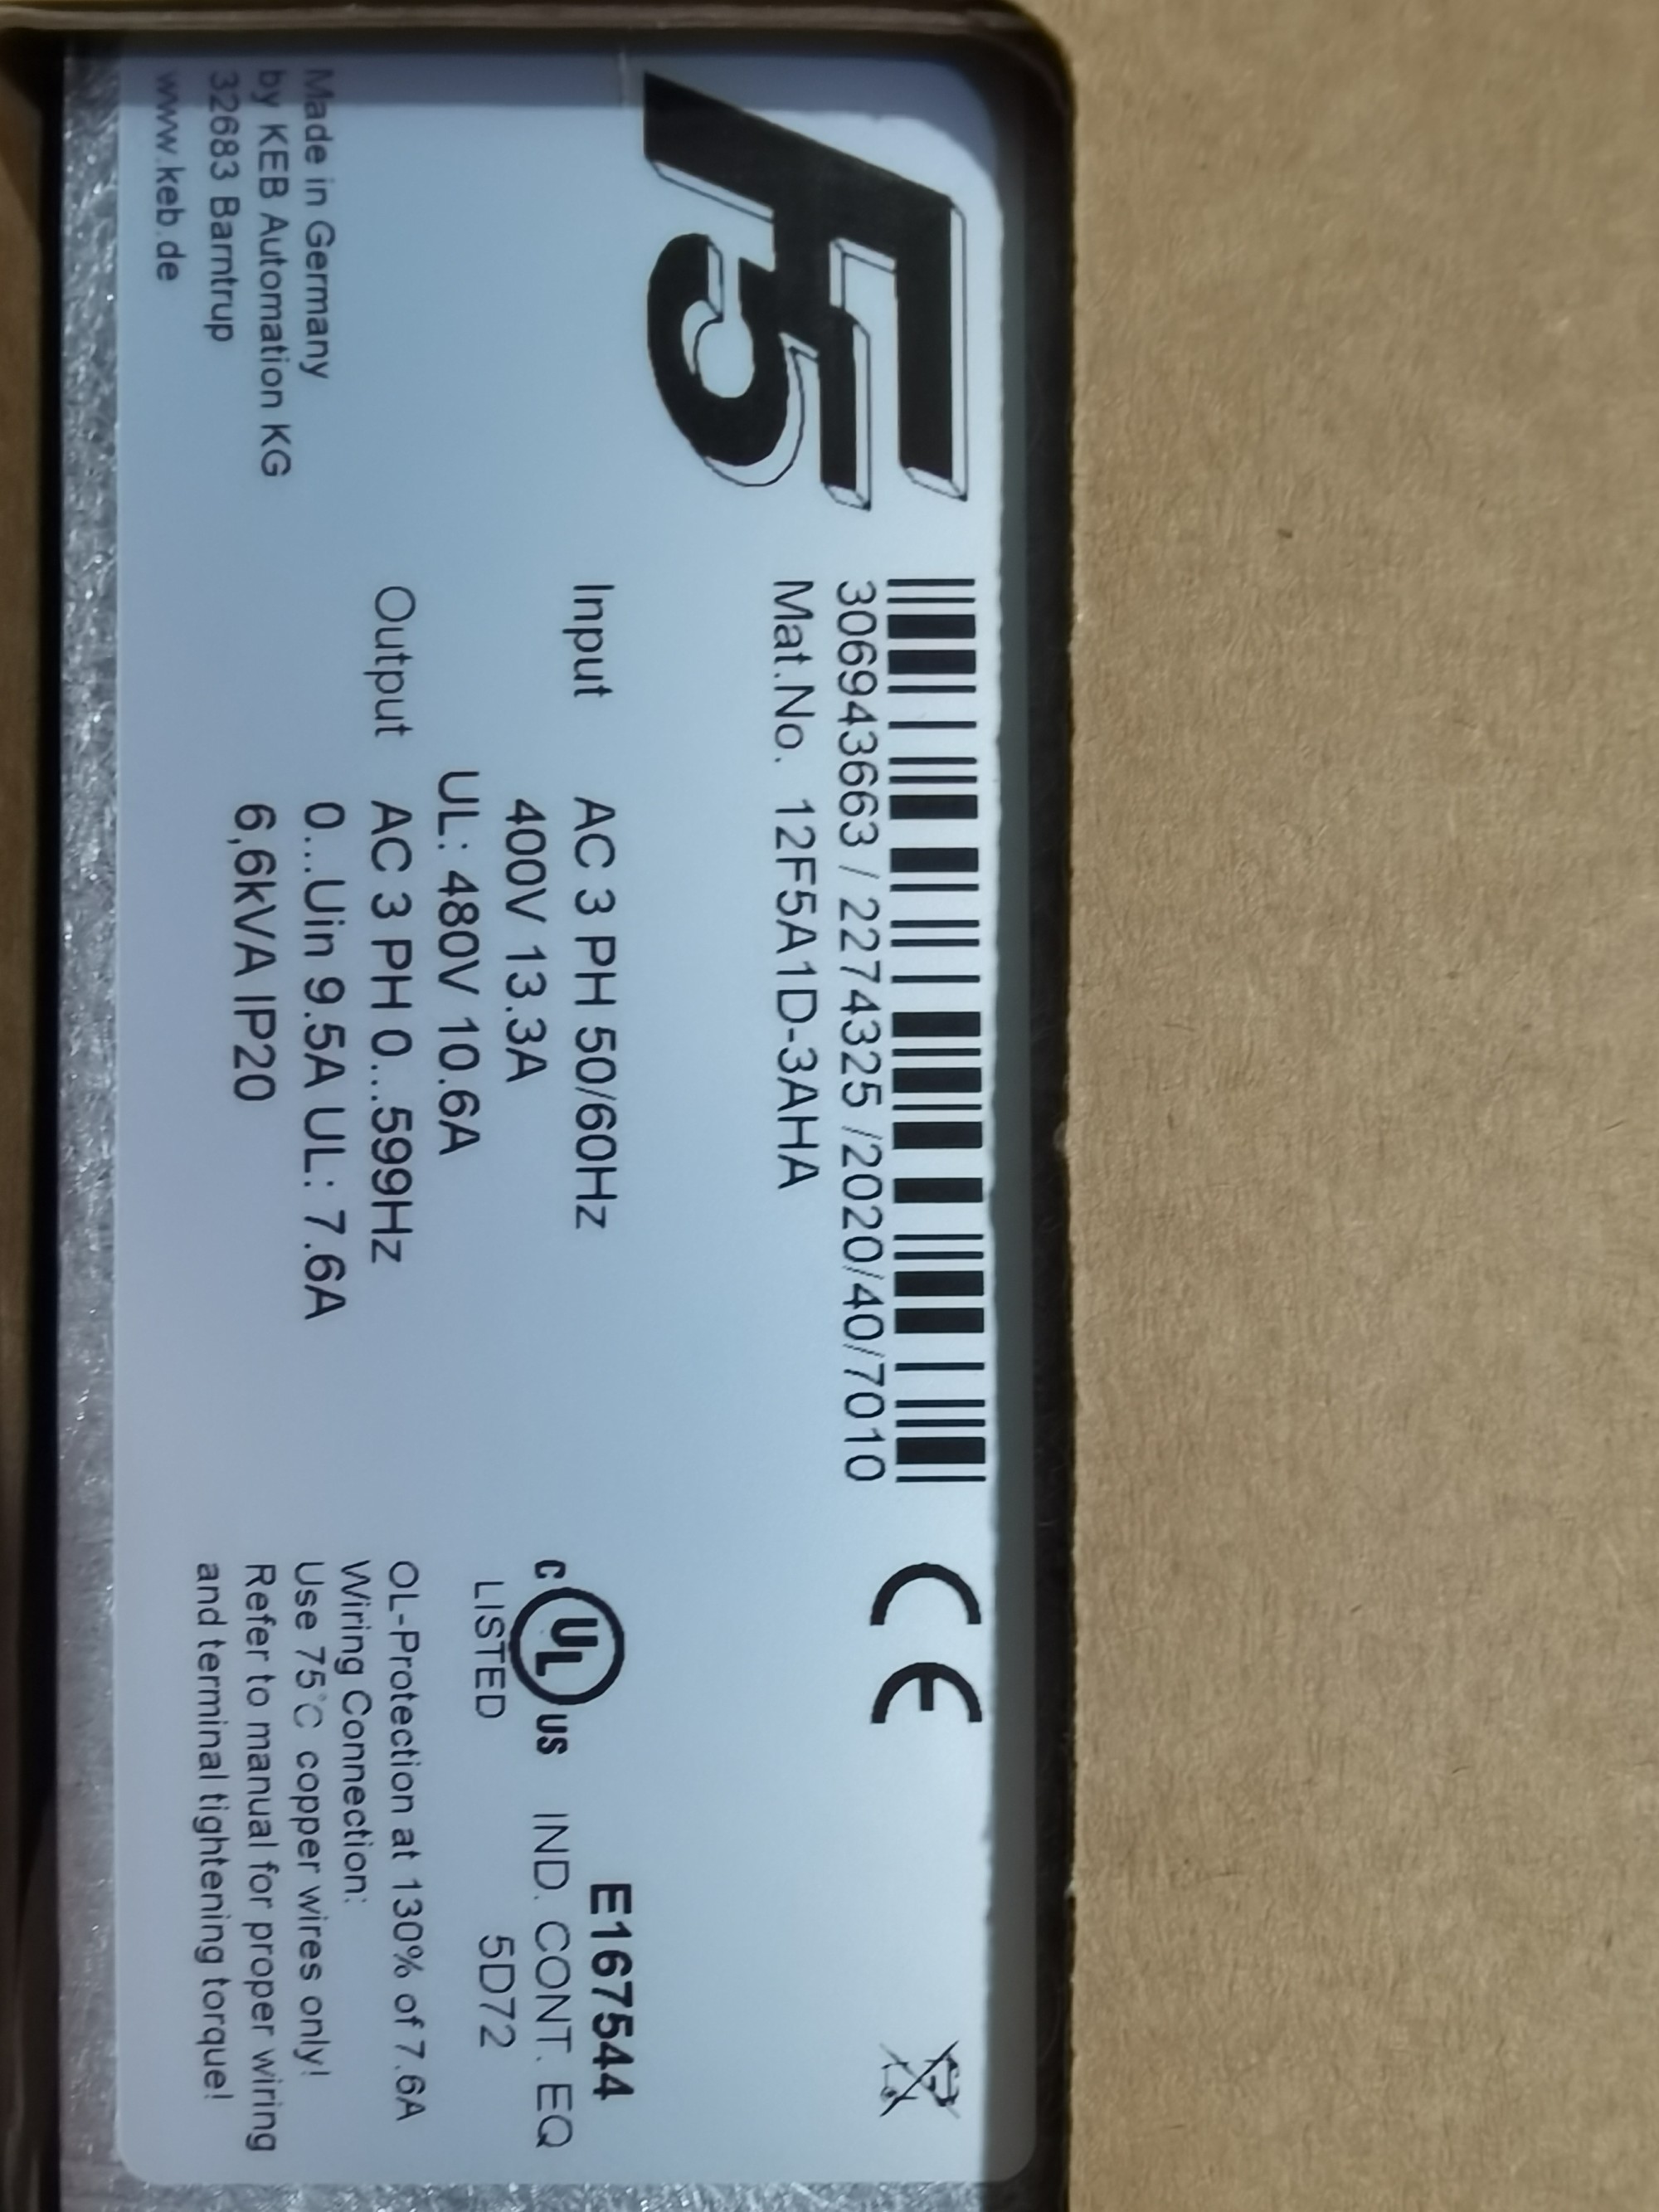 F5
306943663 / 2274325 /2020/40/7010
Mat.No. 12F5A1D-3AHA
CE
Input AC 3 PH 50/60Hz
400V 13.3A
UL: 480V 10.6A
Output AC 3 PH 0...599Hz
0...Uin 9.5A UL: 7.6A
6,6kVA IP20
Made in Germany
by KEB Automation KG
32683 Barntrup
www.keb.de
E167544
C UL US IND. CONT. EQ
LISTED 5D72
OL-Protection at 130% of 7.6A
Wiring Connection:
Use 75°C copper wires only!
Refer to manual for proper wiring
and terminal tightening torque!